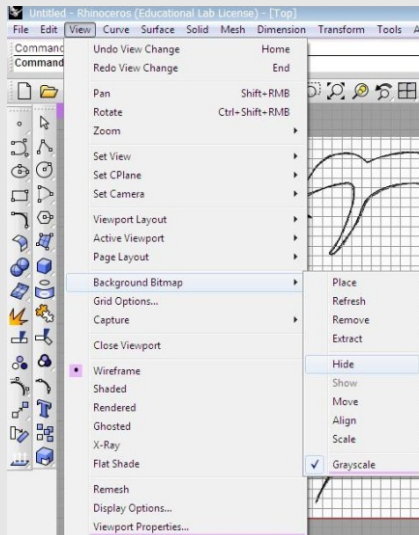 Untitled - Rhinoceros (Educational Lab License) - [Top]
File Edit View Curve Surface Solid Mesh Dimension Transform Tools
Command
Command
Undo View Change Home
Redo View Change End
Pan Shift+RMB
Rotate Ctrl+Shift+RMB
Zoom
Set View
Set CPlane
Set Camera
Viewport Layout
Active Viewport
Page Layout
Background Bitmap
Grid Options...
Capture
Close Viewport
Wireframe
Shaded
Rendered
Ghosted
X-Ray
Flat Shade
Remesh
Display Options...
Viewport Properties...
Place
Refresh
Remove
Extract
Hide
Show
Move
Align
Scale
Grayscale